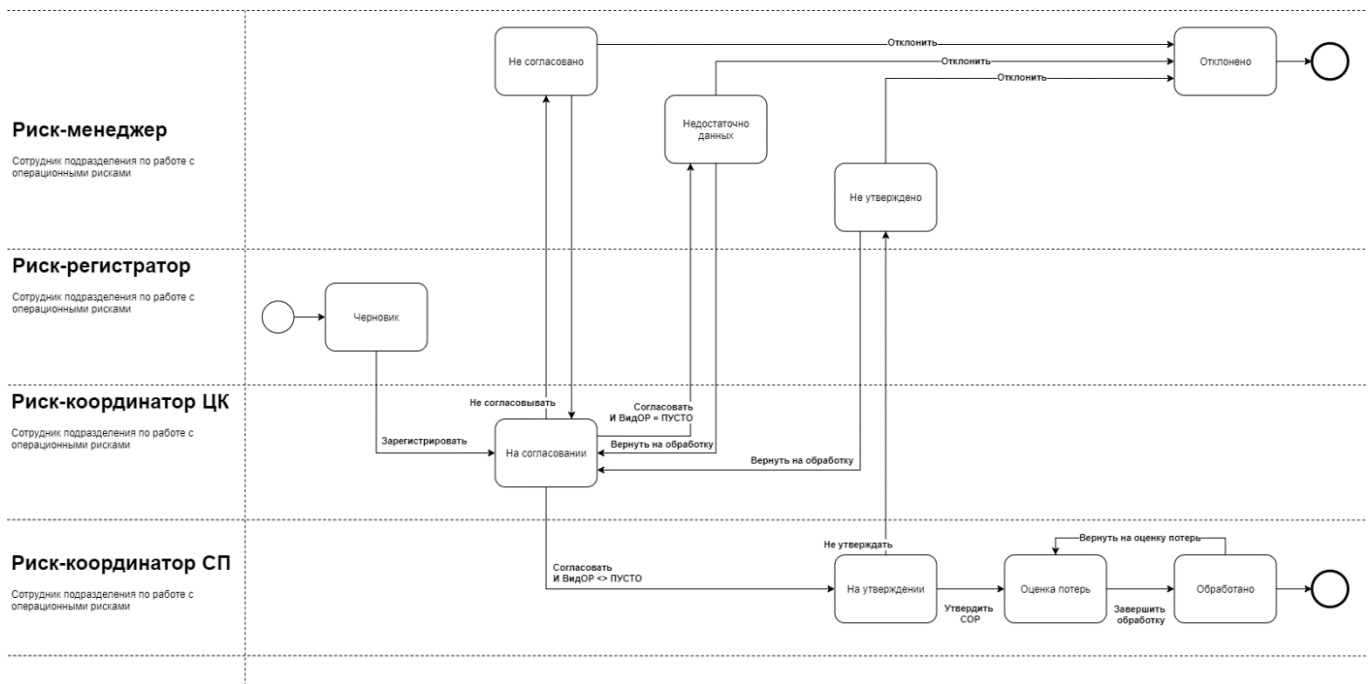 Не согласовано
Отклонить
Отклонить
Отклонить
Отклонено
Риск-менеджер
Сотрудник подразделения по работе с
операционными рисками
Недостаточно
данных
Не утверждено
Риск-регистратор
Сотрудник подразделения по работе с
операционными рисками
Черновик
Риск-координатор ЦК
Сотрудник подразделения по работе с
операционными рисками
Не согласовывать
Согласовать
И ВидОР = ПУСТО
Зарегистрировать
На согласовании
Вернуть на обработку
Вернуть на обработку
Риск-координатор СП
Сотрудник подразделения по работе с
операционными рисками
Согласовать
И ВидОР <> ПУСТО
Не утверждать
Вернуть на оценку потерь
На утверждении
Утвердить
СОР
Оценка потерь
Завершить
обработку
Обработано